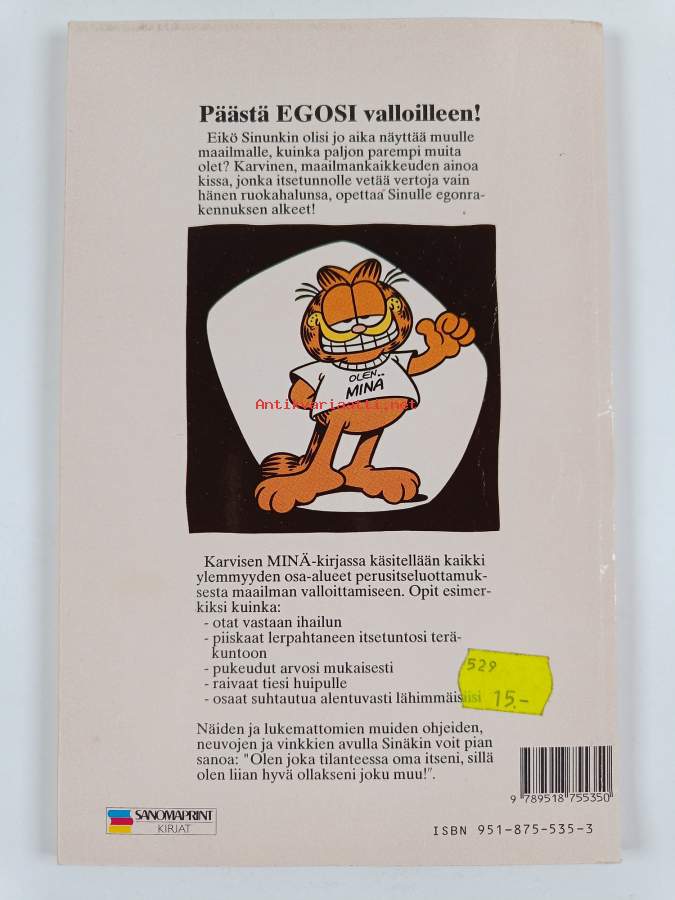 Päästä EGOSI valloilleen!
Eikö Sinunkin olisi jo aika näyttää muulle
maailmalle, kuinka paljon parempi muita
olet? Karvinen, maailmankaikkeuden ainoa
kissa, jonka itsetunnolle vetää vertoja vain
hänen ruokahalunsa, opettaa Sinulle egonra-
kennuksen alkeet!
OLEN..
MINÄ
Antikvariaatti.net
Karvisen MINÄ-kirjassa käsitellään kaikki
ylemmyyden osa-alueet perusitseluottamuk-
sesta maailman valloittamiseen. Opit esimer-
kiksi kuinka:
- otat vastaan ihailun
- piiskaat lerpahtaneen itsetuntosi terä-
kuntoon
- pukeudut arvosi mukaisesti
- raivaat tiesi huipulle
- osaat suhtautua alentuvasti lähimmäisiisi
529
15.-
Näiden ja lukemattomien muiden ohjeiden,
neuvojen ja vinkkien avulla Sinäkin voit pian
sanoa: "Olen joka tilanteessa oma itseni, sillä
olen liian hyvä ollakseni joku muu!".
9 789518 755350
SANOMAPRINT
KIRJAT
ISBN 951-875-535-3